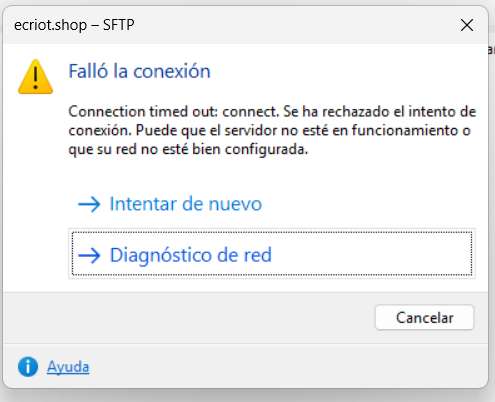 ecriot.shop – SFTP
Falló la conexión
Connection timed out: connect. Se ha rechazado el intento de
conexión. Puede que el servidor no esté en funcionamiento o
que su red no esté bien configurada.
Intentar de nuevo
Diagnóstico de red
Cancelar
Ayuda